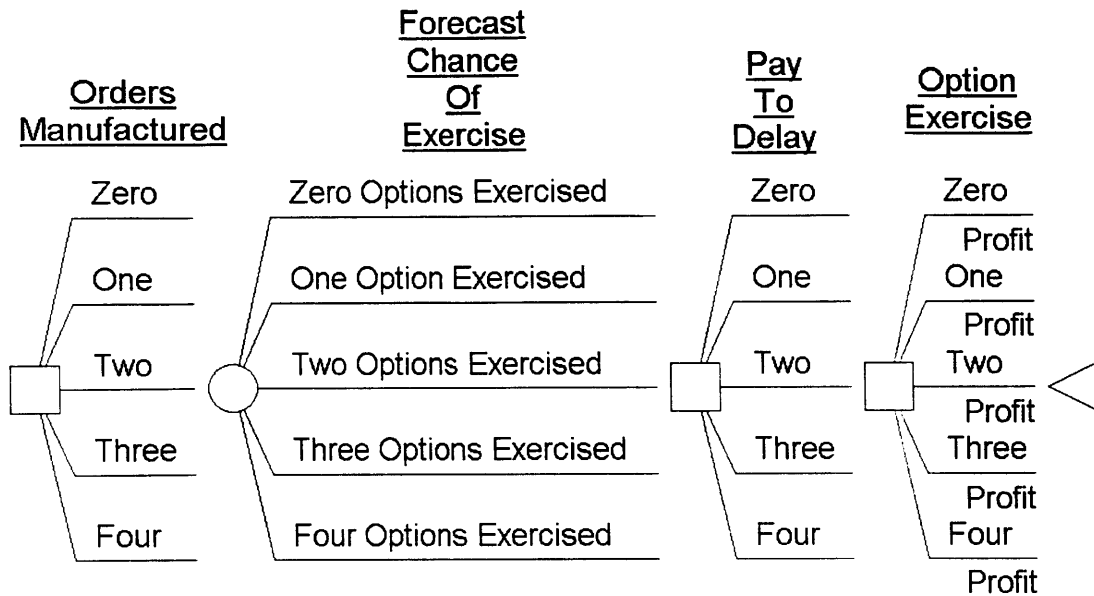 Orders
Manufactured
Forecast
Chance
Of
Exercise
Pay
To
Delay
Option
Exercise
Zero
One
Two
Three
Four
Zero Options Exercised
One Option Exercised
Two Options Exercised
Three Options Exercised
Four Options Exercised
Zero
One
Two
Three
Four
Zero
Profit
One
Profit
Two
Profit
Three
Profit
Four
Profit